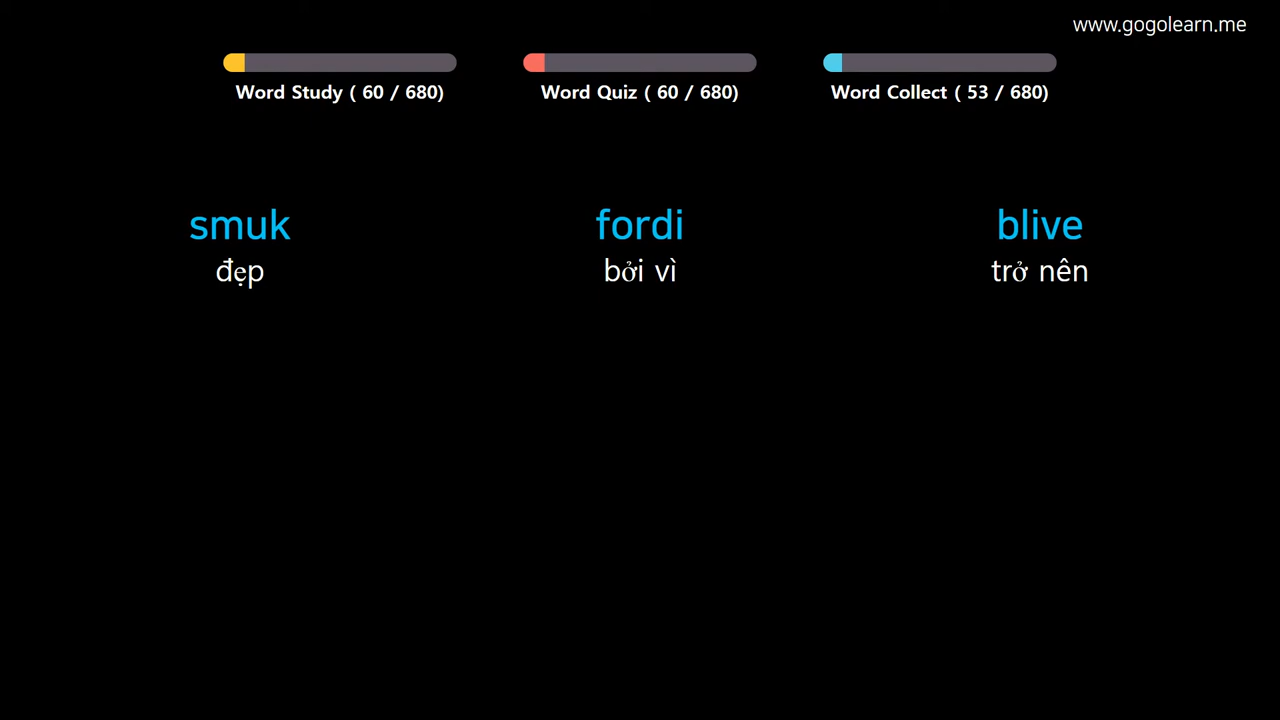 www.gogolearn.me
Word Study ( 60 / 680)
Word Quiz ( 60 / 680)
Word Collect ( 53 / 680)
smuk
đẹp
fordi
bởi vì
blive
trở nên